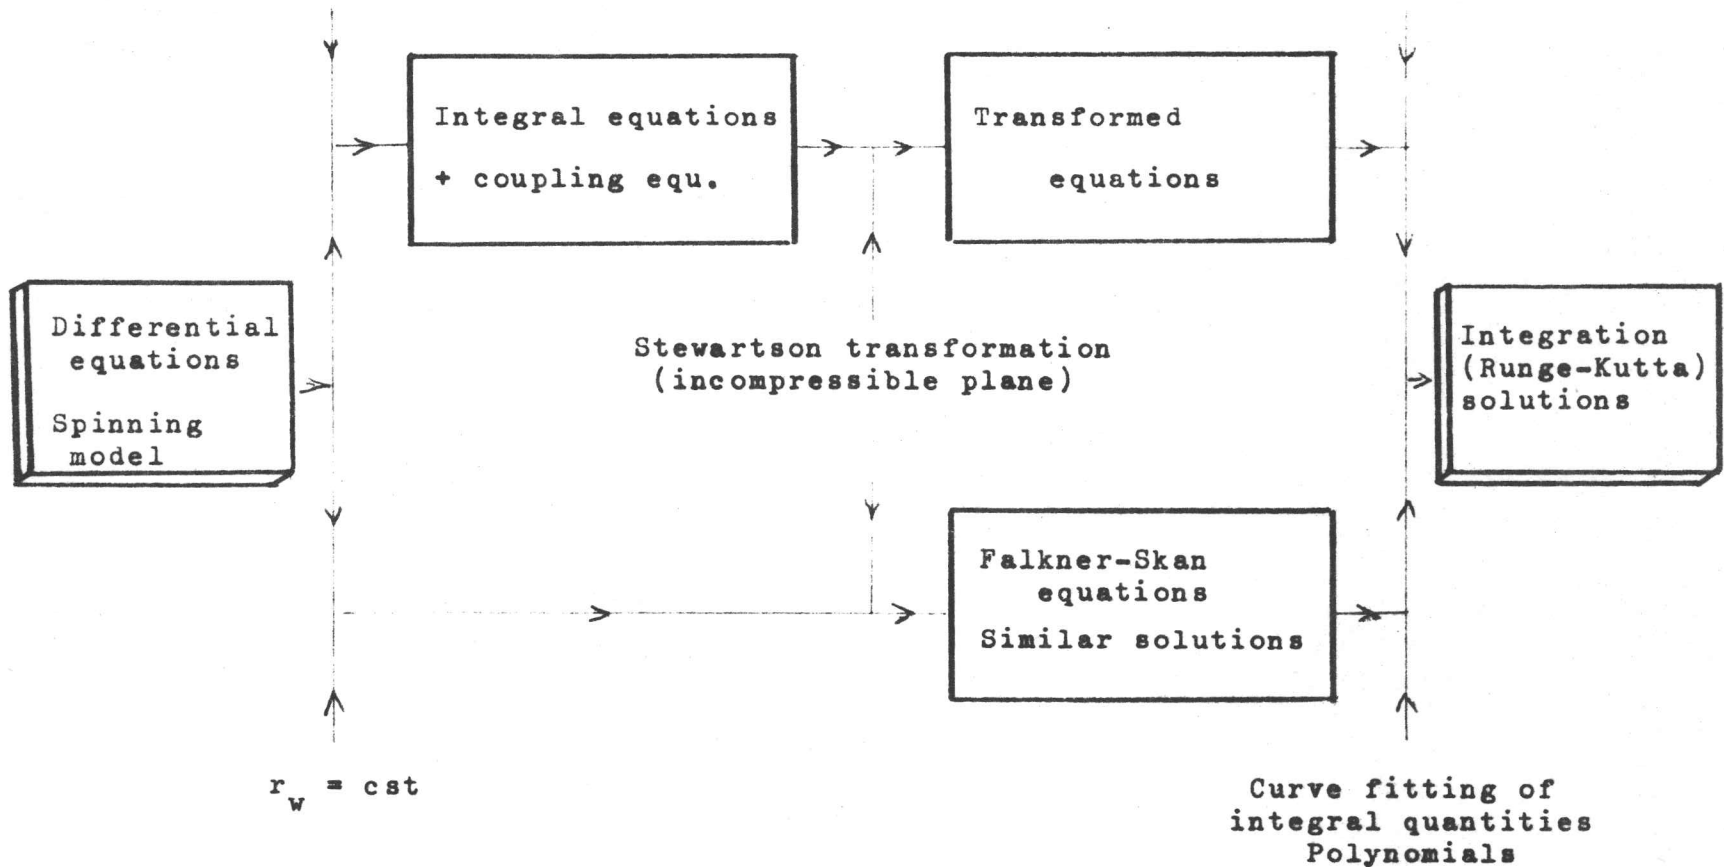 Integral equations
+ coupling equ.
Transformed
equations
Differential
equations
Spinning
model
Stewartson transformation
(incompressible plane)
Integration
(Runge-Kutta)
solutions
Falkner-Skan
equations
Similar solutions
r_w = cst
Curve fitting of
integral quantities
Polynomials